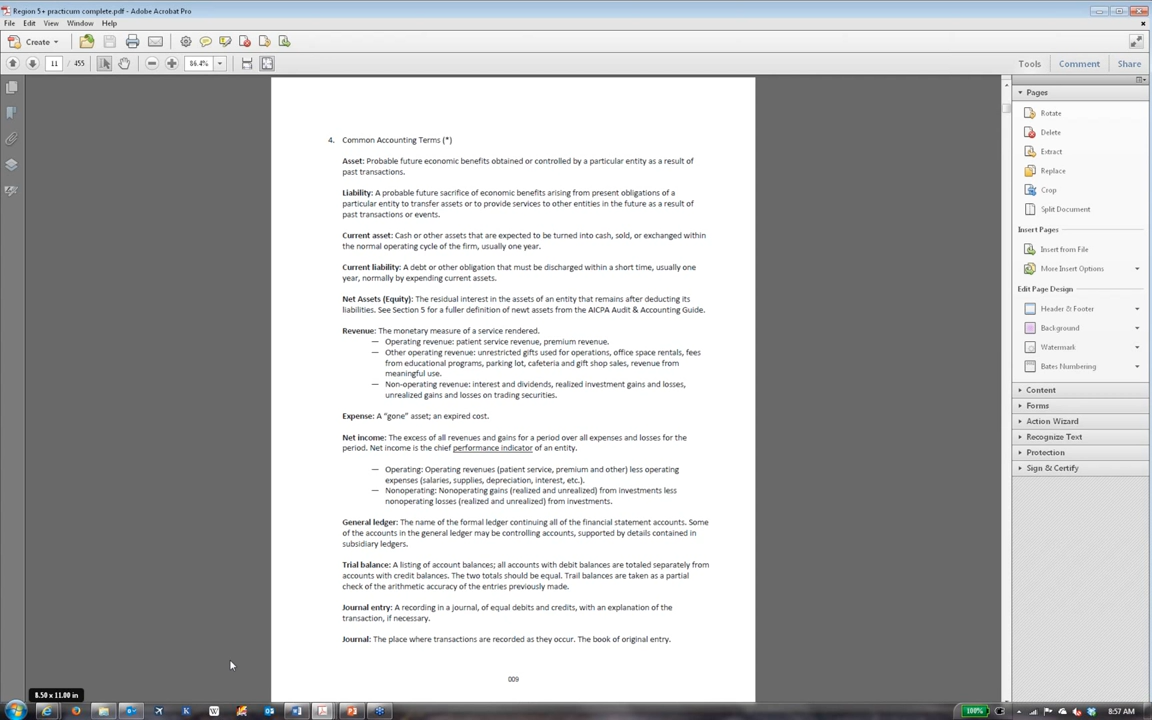 Region 5+ practicum complete.pdf - Adobe Acrobat Pro
File Edit View Window Help
Create
11 / 455
86.4%
Tools Comment Share
4. Common Accounting Terms (*)
Asset: Probable future economic benefits obtained or controlled by a particular entity as a result of
past transactions.
Liability: A probable future sacrifice of economic benefits arising from present obligations of a
particular entity to transfer assets or to provide services to other entities in the future as a result of
past transactions or events.
Current asset: Cash or other assets that are expected to be turned into cash, sold, or exchanged within
the normal operating cycle of the firm, usually one year.
Current liability: A debt or other obligation that must be discharged within a short time, usually one
year, normally by expending current assets.
Net Assets (Equity): The residual interest in the assets of an entity that remains after deducting its
liabilities. See Section 5 for a fuller definition of newt assets from the AICPA Audit & Accounting Guide.
Revenue: The monetary measure of a service rendered.
— Operating revenue: patient service revenue, premium revenue.
— Other operating revenue: unrestricted gifts used for operations, office space rentals, fees
from educational programs, parking lot, cafeteria and gift shop sales, revenue from
meaningful use.
— Non-operating revenue: interest and dividends, realized investment gains and losses,
unrealized gains and losses on trading securities.
Expense: A "gone" asset; an expired cost.
Net income: The excess of all revenues and gains for a period over all expenses and losses for the
period. Net income is the chief performance indicator of an entity.
— Operating: Operating revenues (patient service, premium and other) less operating
expenses (salaries, supplies, depreciation, interest, etc.).
— Nonoperating: Nonoperating gains (realized and unrealized) from investments less
nonoperating losses (realized and unrealized) from investments.
General ledger: The name of the formal ledger continuing all of the financial statement accounts. Some
of the accounts in the general ledger may be controlling accounts, supported by details contained in
subsidiary ledgers.
Trial balance: A listing of account balances; all accounts with debit balances are totaled separately from
accounts with credit balances. The two totals should be equal. Trail balances are taken as a partial
check of the arithmetic accuracy of the entries previously made.
Journal entry: A recording in a journal, of equal debits and credits, with an explanation of the
transaction, if necessary.
Journal: The place where transactions are recorded as they occur. The book of original entry.
009
Pages
Rotate
Delete
Extract
Replace
Crop
Split Document
Insert Pages
Insert from File
More Insert Options
Edit Page Design
Header & Footer
Background
Watermark
Bates Numbering
Content
Forms
Action Wizard
Recognize Text
Protection
Sign & Certify
8.50 x 11.00 in
100%
8:57 AM